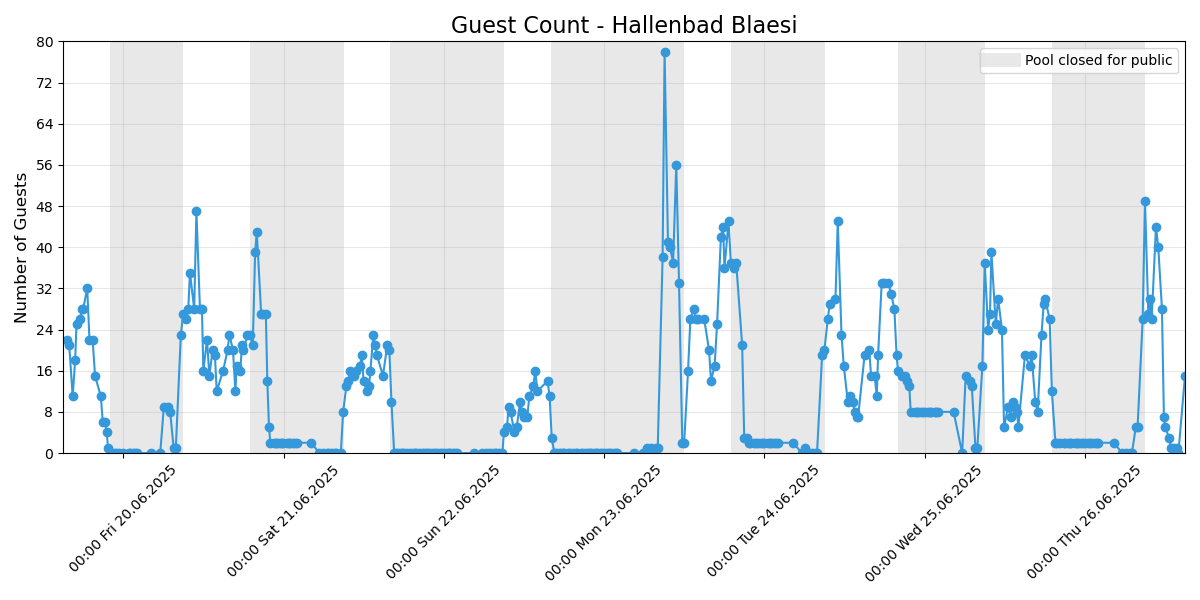 Guest Count - Hallenbad Blaesi
Pool closed for public
Number of Guests
80
72
64
56
48
40
32
24
16
8
0
00:00 Fri 20.06.2025
00:00 Sat 21.06.2025
00:00 Sun 22.06.2025
00:00 Mon 23.06.2025
00:00 Tue 24.06.2025
00:00 Wed 25.06.2025
00:00 Thu 26.06.2025